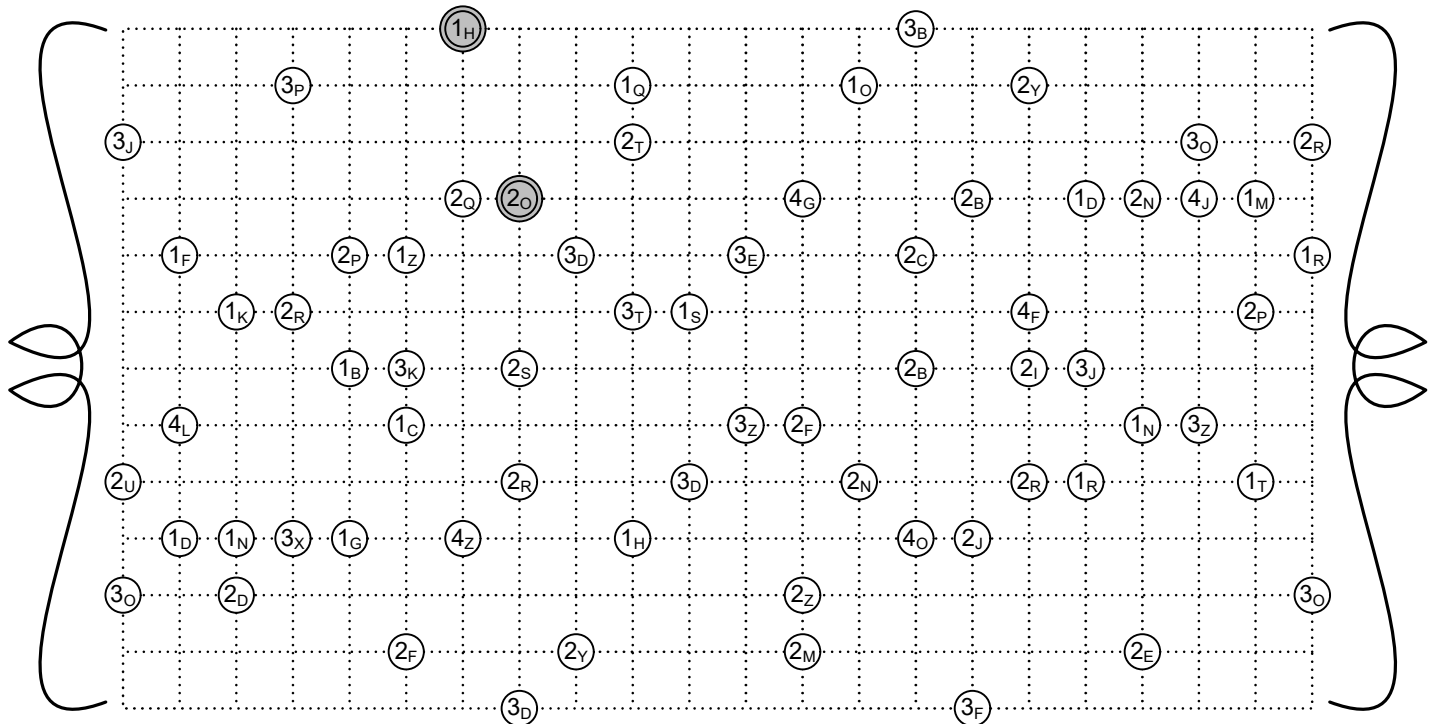 1H 3B
3P 1Q 1O 2Y
3J 2T 3O 2R
2Q 2O 4G 2B 1D 2N 4J 1M
1F 2P 1Z 3D 3E 2C 1R
1K 2R 3T 1S 4F 2P
1B 3K 2S 2B 2I 3J
4L 1C 3Z 2F 1N 3Z
2U 2R 3D 2N 2R 1R 1T
1D 1N 3X 1G 4Z 1H 4O 2J
3O 2D 2Z 3O
2F 2Y 2M 2E
3D 3F